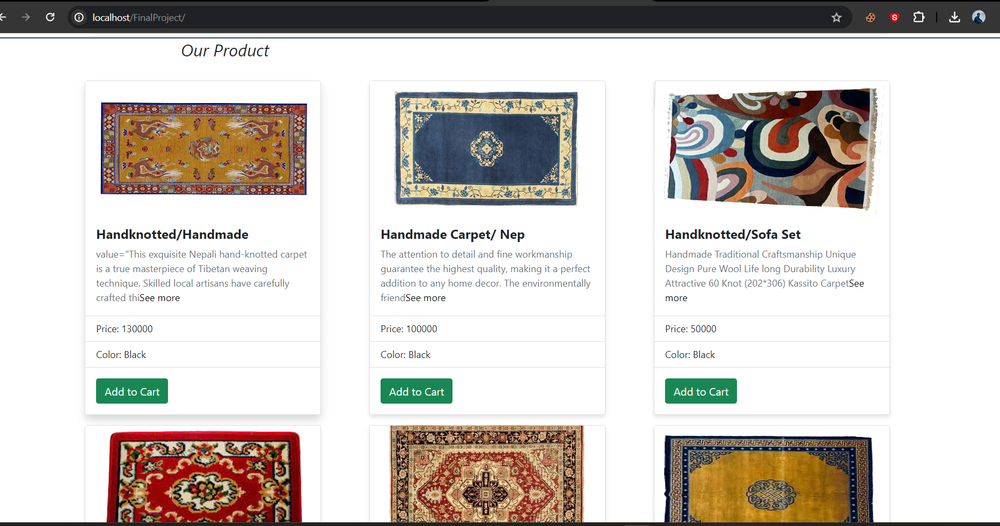 localhost/FinalProject/
Our Product
Handknotted/Handmade
value="This exquisite Nepali hand-knotted carpet
is a true masterpiece of Tibetan weaving
technique. Skilled local artisans have carefully
crafted thiSee more
Price: 130000
Color: Black
Add to Cart
Handmade Carpet/ Nep
The attention to detail and fine workmanship
guarantee the highest quality, making it a perfect
addition to any home decor. The environmentally
friendSee more
Price: 100000
Color: Black
Add to Cart
Handknotted/Sofa Set
Handmade Traditional Craftsmanship Unique
Design Pure Wool Life long Durability Luxury
Attractive 60 Knot (202*306) Kassito CarpetSee
more
Price: 50000
Color: Black
Add to Cart